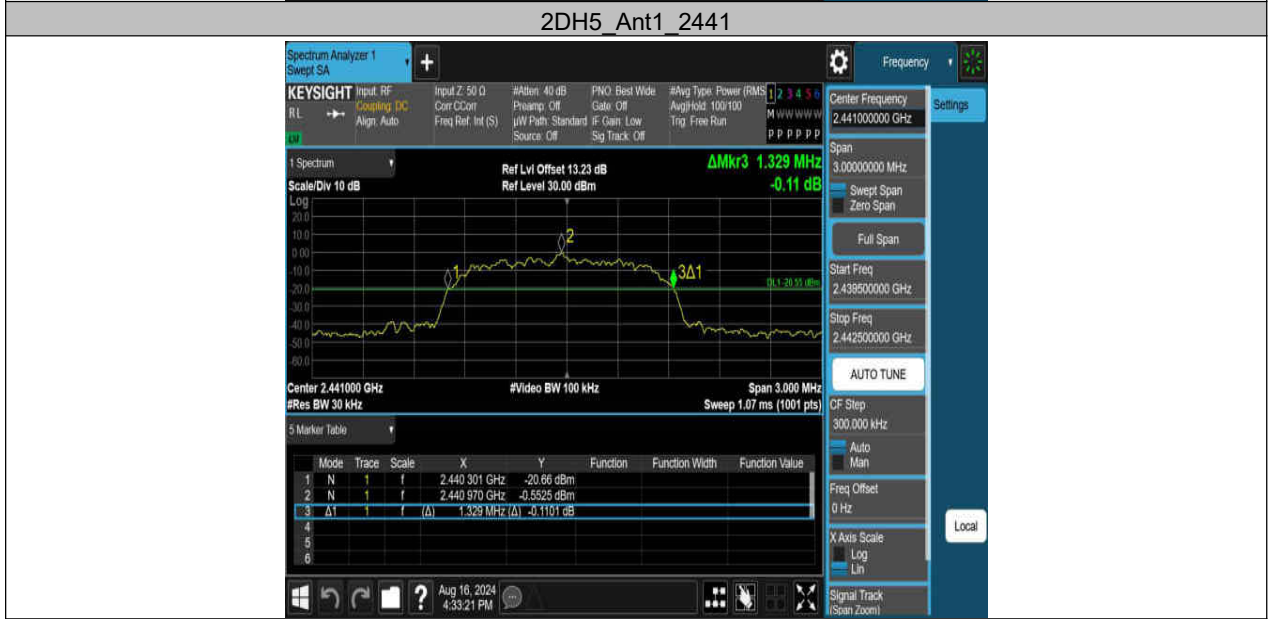 2DH5_Ant1_2441
Spectrum Analyzer 1
Swept SA
+
Frequency
KEYSIGHT
RL
Input: RF
Coupling: DC
Align: Auto
Input Z: 50 Ω
Corr CCorr
Freq Ref: Int (S)
#Atten: 40 dB
Preamp: Off
µW Path: Standard
Source: Off
PNO: Best Wide
Gate: Off
IF Gain: Low
Sig Track: Off
#Avg Type: Power (RMS
Avg|Hold: 100/100
Trig: Free Run
1 2 3 4 5 6
M W W W W W
P P P P P P
Center Frequency
2.441000000 GHz
Settings
Span
3.00000000 MHz
Swept Span
Zero Span
Full Span
Start Freq
2.439500000 GHz
Stop Freq
2.442500000 GHz
AUTO TUNE
CF Step
300.000 kHz
Auto
Man
Freq Offset
0 Hz
X Axis Scale
Log
Lin
Signal Track
(Span Zoom)
Local
1 Spectrum
Scale/Div 10 dB
Log
Ref Lvl Offset 13.23 dB
Ref Level 30.00 dBm
ΔMkr3 1.329 MHz
-0.11 dB
20.0
10.0
0.00
-10.0
-20.0
-30.0
-40.0
-50.0
-60.0
1
2
3Δ1
DL1 -20.55 dBm
Center 2.441000 GHz
#Res BW 30 kHz
#Video BW 100 kHz
Span 3.000 MHz
Sweep 1.07 ms (1001 pts)
5 Marker Table
Mode Trace Scale X Y Function Function Width Function Value
1 N 1 f 2.440 301 GHz -20.66 dBm
2 N 1 f 2.440 970 GHz -0.5525 dBm
3 Δ1 1 f (Δ) 1.329 MHz (Δ) -0.1101 dB
4
5
6
?
Aug 16, 2024
4:33:21 PM